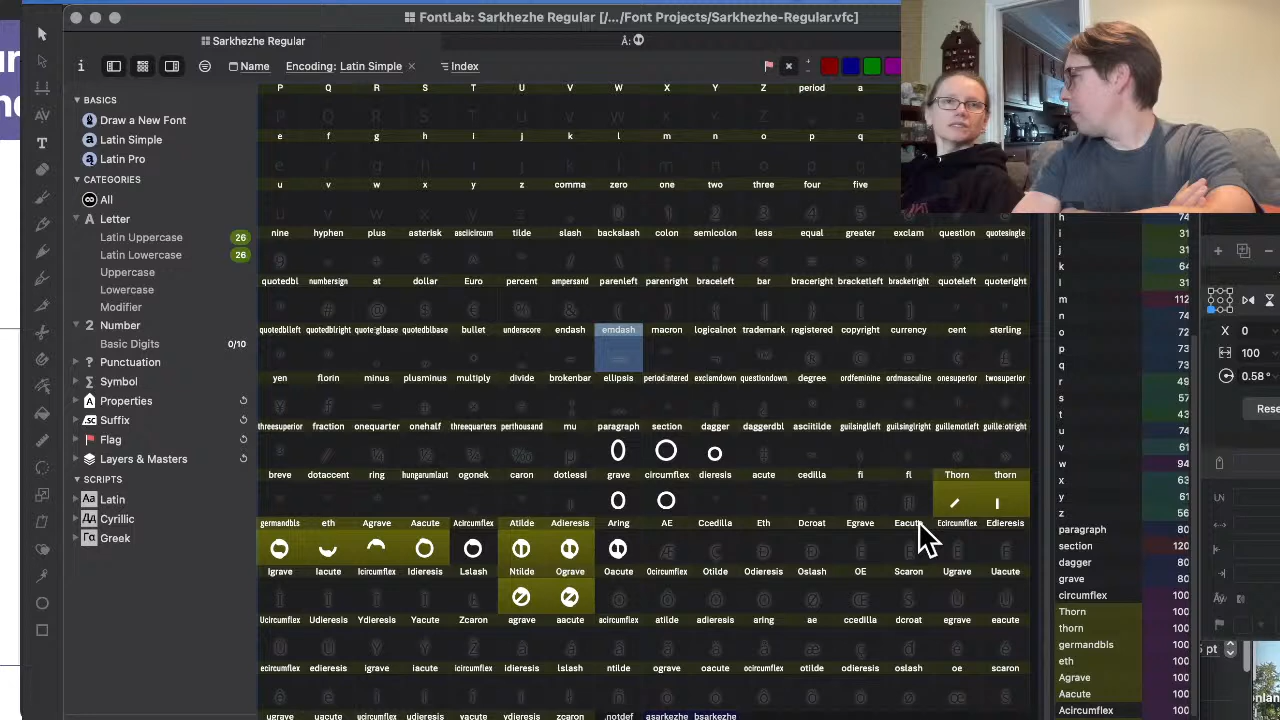 FontLab: Sarkhezhe Regular [/.../Font Projects/Sarkhezhe-Regular.vfc]
Sarkhezhe Regular
Å:
i Name Encoding: Latin Simple × Index
BASICS
Draw a New Font
Latin Simple
Latin Pro
CATEGORIES
All
Letter
Latin Uppercase 26
Latin Lowercase 26
Uppercase
Lowercase
Modifier
Number
Basic Digits 0/10
Punctuation
Symbol
Properties
Suffix
Flag
Layers & Masters
SCRIPTS
Latin
Cyrillic
Greek
P Q R S T U V W X Y Z period a
e f g h i j k l m n o p q
u v w x y z comma zero one two three four five
nine hyphen plus asterisk asciicircum tilde slash backslash colon semicolon less equal greater exclam question quotesingle
quotedbl numbersign at dollar Euro percent ampersand parenleft parenright braceleft bar braceright bracketleft bracketright quoteleft quoteright
quotedblleft quotedblright quotesinglbase quotedblbase bullet underscore endash emdash macron logicalnot trademark registered copyright currency cent sterling
yen florin minus plusminus multiply divide brokenbar ellipsis periodcentered exclamdown questiondown degree ordfeminine ordmasculine onesuperior twosuperior
threesuperior fraction onequarter onehalf threequarters perthousand mu paragraph section dagger daggerdbl asciitilde guilsinglleft guilsinglright guillemotleft guillemotright
breve dotaccent ring hungarumlaut ogonek caron dotlessi grave circumflex dieresis acute cedilla fi fl Thorn thorn
germandbls eth Agrave Aacute Acircumflex Atilde Adieresis Aring AE Ccedilla Eth Dcroat Egrave Eacute Ecircumflex Edieresis
Igrave Iacute Icircumflex Idieresis Lslash Ntilde Ograve Oacute Ocircumflex Otilde Odieresis Oslash OE Scaron Ugrave Uacute
Ucircumflex Udieresis Ydieresis Yacute Zcaron agrave aacute acircumflex atilde adieresis aring ae ccedilla dcroat egrave eacute
ecircumflex edieresis igrave iacute icircumflex idieresis lslash ntilde ograve oacute ocircumflex otilde odieresis oslash oe scaron
ugrave uacute ucircumflex udieresis yacute ydieresis zcaron .notdef asarkezhe bsarkezhe
h 74
i 31
j 31
k 64
l 31
m 112
n 74
o 72
p 73
q 73
r 49
s 57
t 43
u 74
v 61
w 94
x 63
y 61
z 56
paragraph 80
section 120
dagger 80
grave 80
circumflex 100
Thorn 100
thorn 100
germandbls 100
eth 100
Agrave 100
Aacute 100
Acircumflex 100
X 0
100
0.58°
Rese
5 pt